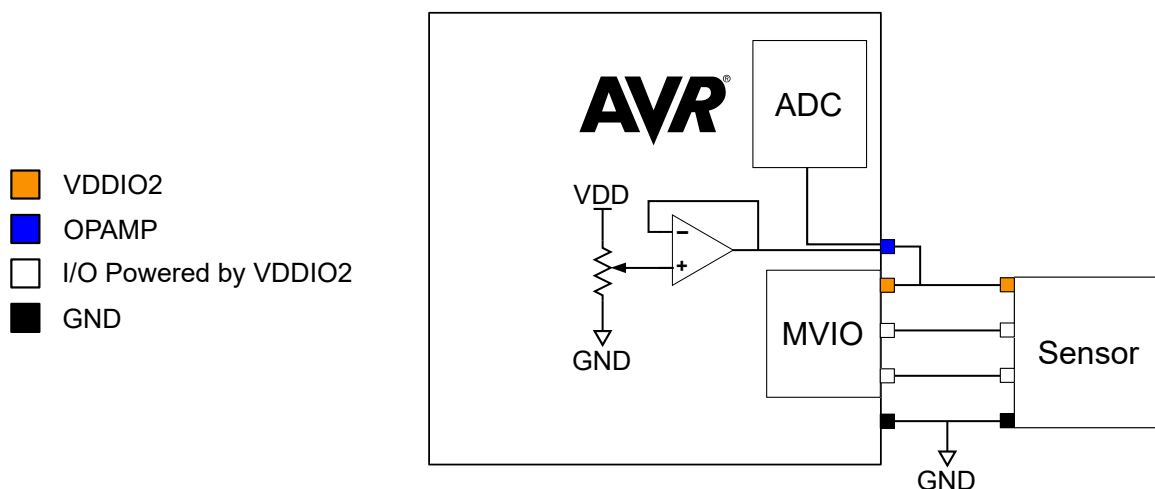 VDDIO2
OPAMP
I/O Powered by VDDIO2
GND
AVR®
ADC
VDD
−
+
GND
MVIO
Sensor
GND